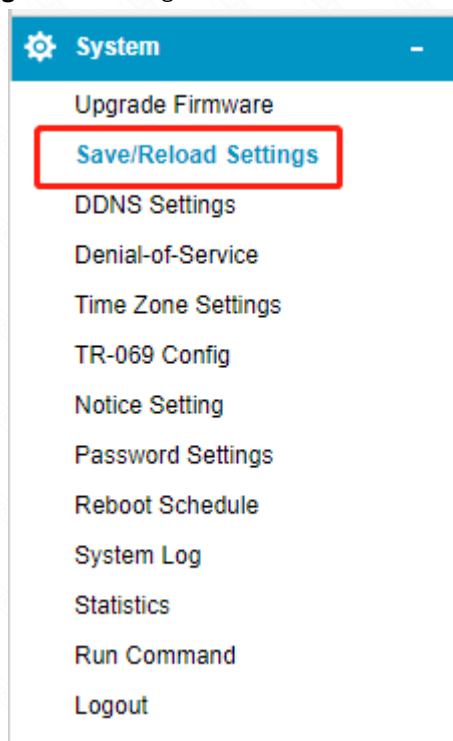 System -
Upgrade Firmware
Save/Reload Settings
DDNS Settings
Denial-of-Service
Time Zone Settings
TR-069 Config
Notice Setting
Password Settings
Reboot Schedule
System Log
Statistics
Run Command
Logout